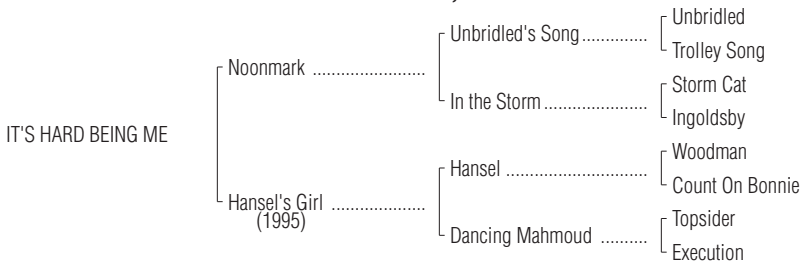 Unbridled
Unbridled's Song ..............
Trolley Song
Noonmark ........................
Storm Cat
In the Storm......................
Ingoldsby
IT'S HARD BEING ME
Woodman
Hansel ..............................
Count On Bonnie
Hansel's Girl ....................
(1995)
Topsider
Dancing Mahmoud ..........
Execution